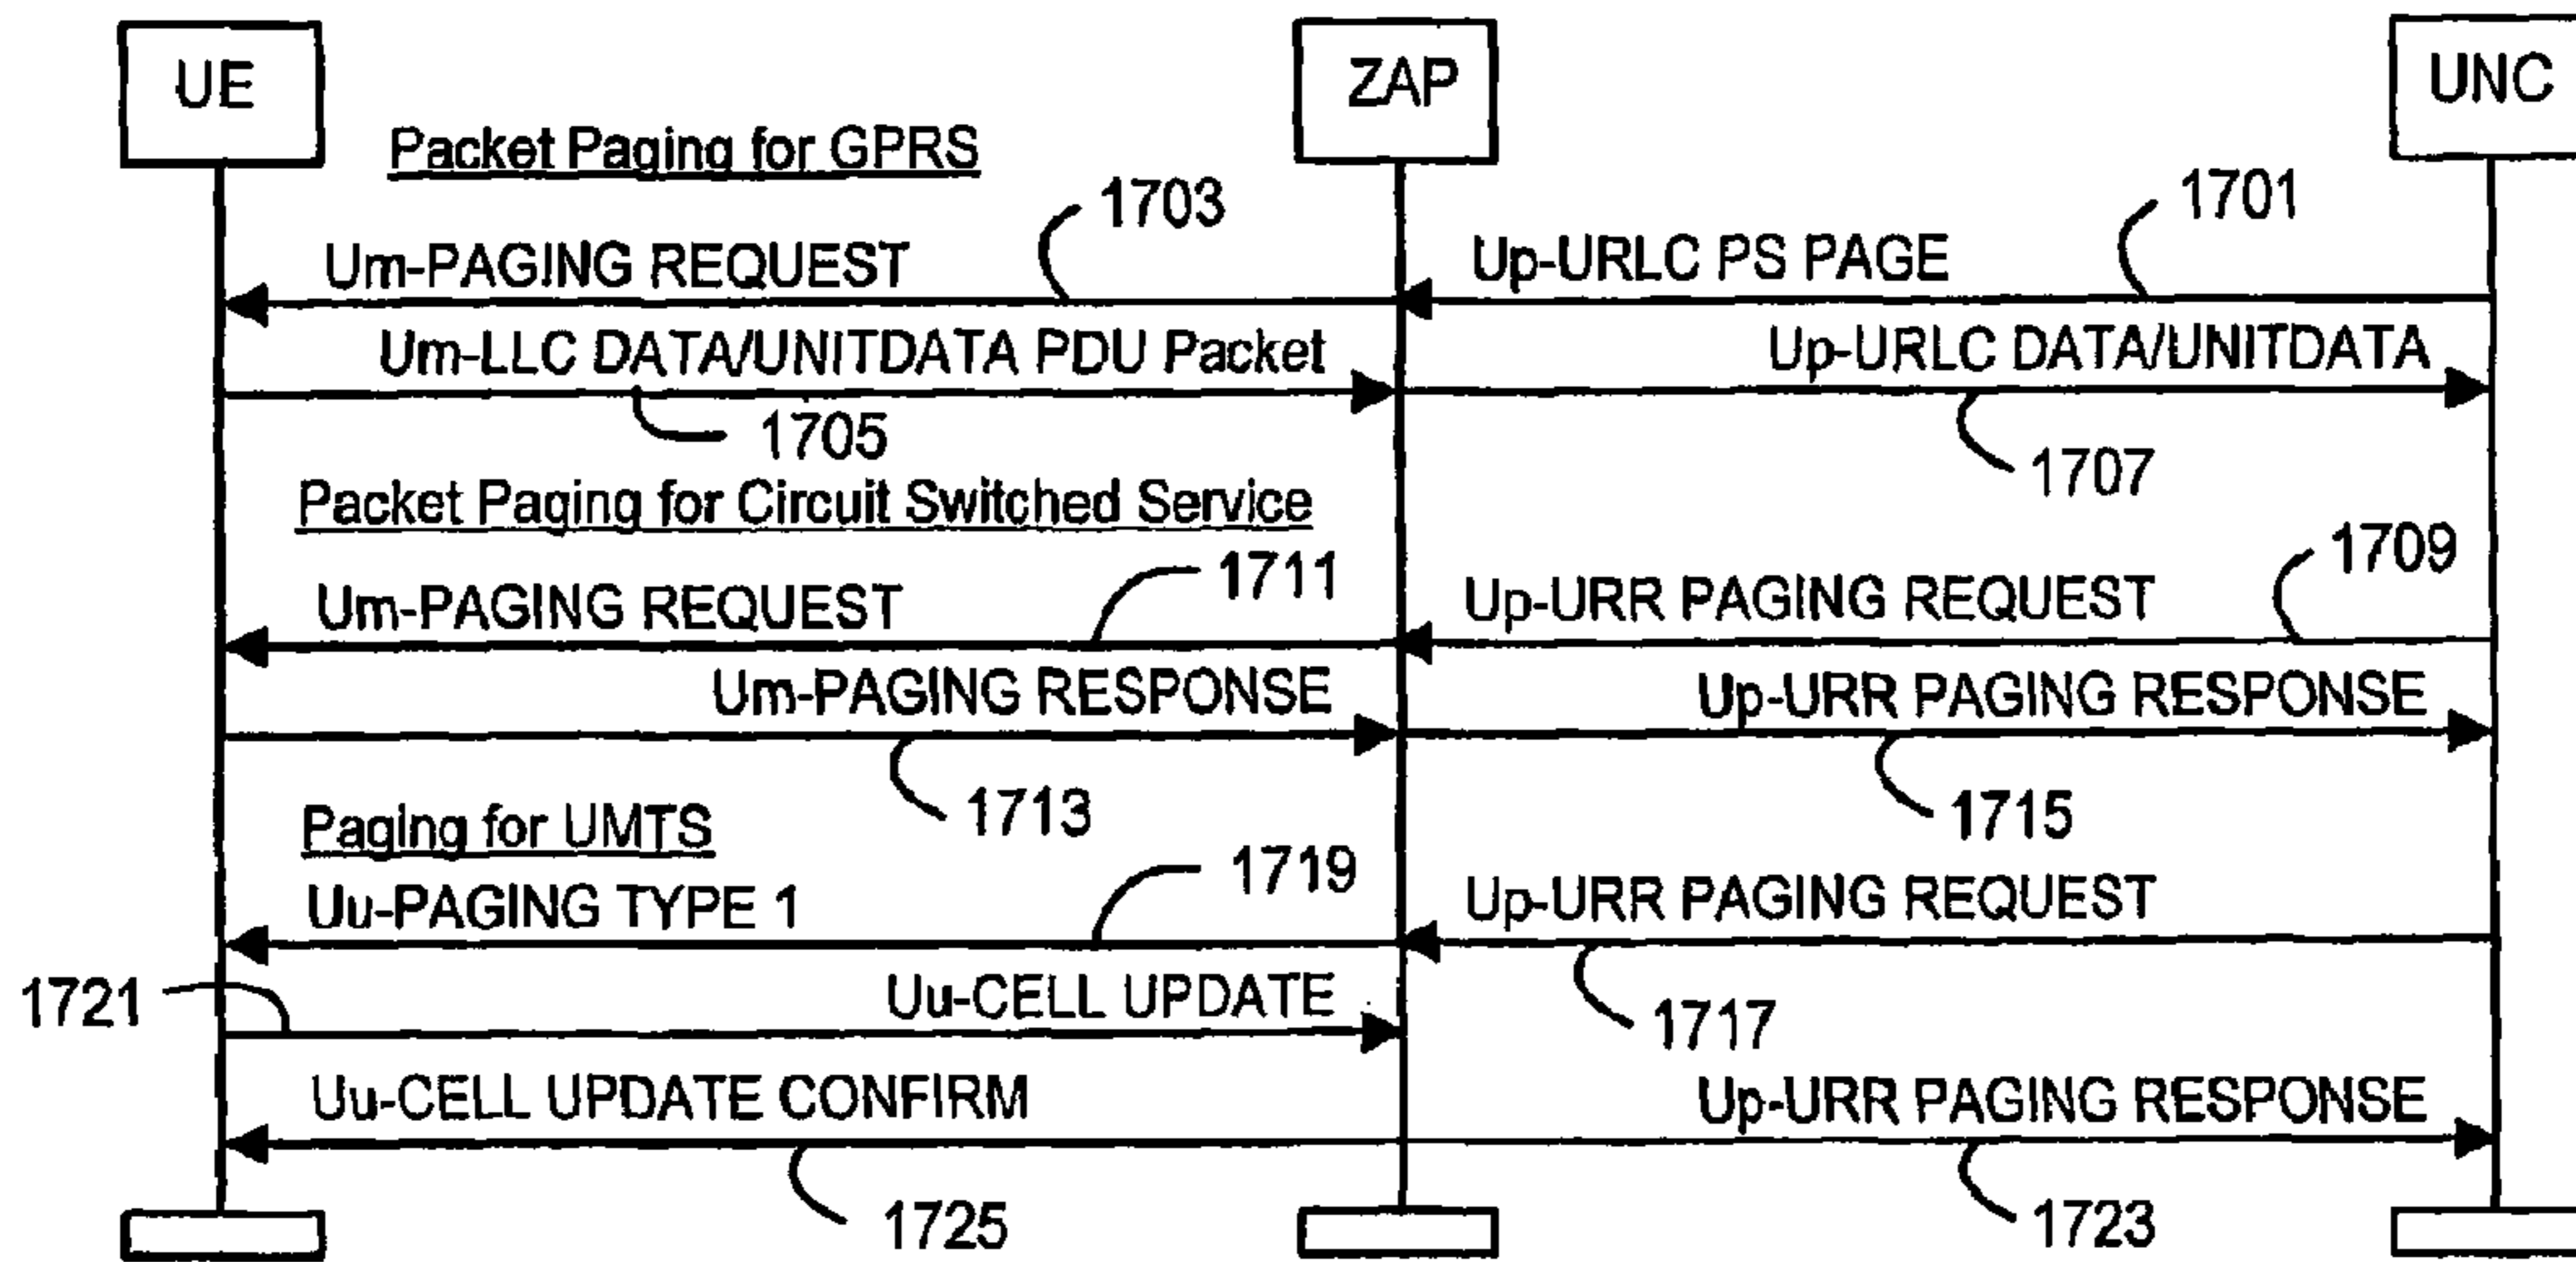 UE
ZAP
UNC
Packet Paging for GPRS
1703
1701
Um-PAGING REQUEST
Up-URLC PS PAGE
Um-LLC DATA/UNITDATA PDU Packet
Up-URLC DATA/UNITDATA
1705
1707
Packet Paging for Circuit Switched Service
1711
1709
Um-PAGING REQUEST
Up-URR PAGING REQUEST
Um-PAGING RESPONSE
Up-URR PAGING RESPONSE
1713
1715
Paging for UMTS
1719
Uu-PAGING TYPE 1
Up-URR PAGING REQUEST
1721
Uu-CELL UPDATE
1717
Uu-CELL UPDATE CONFIRM
Up-URR PAGING RESPONSE
1725
1723